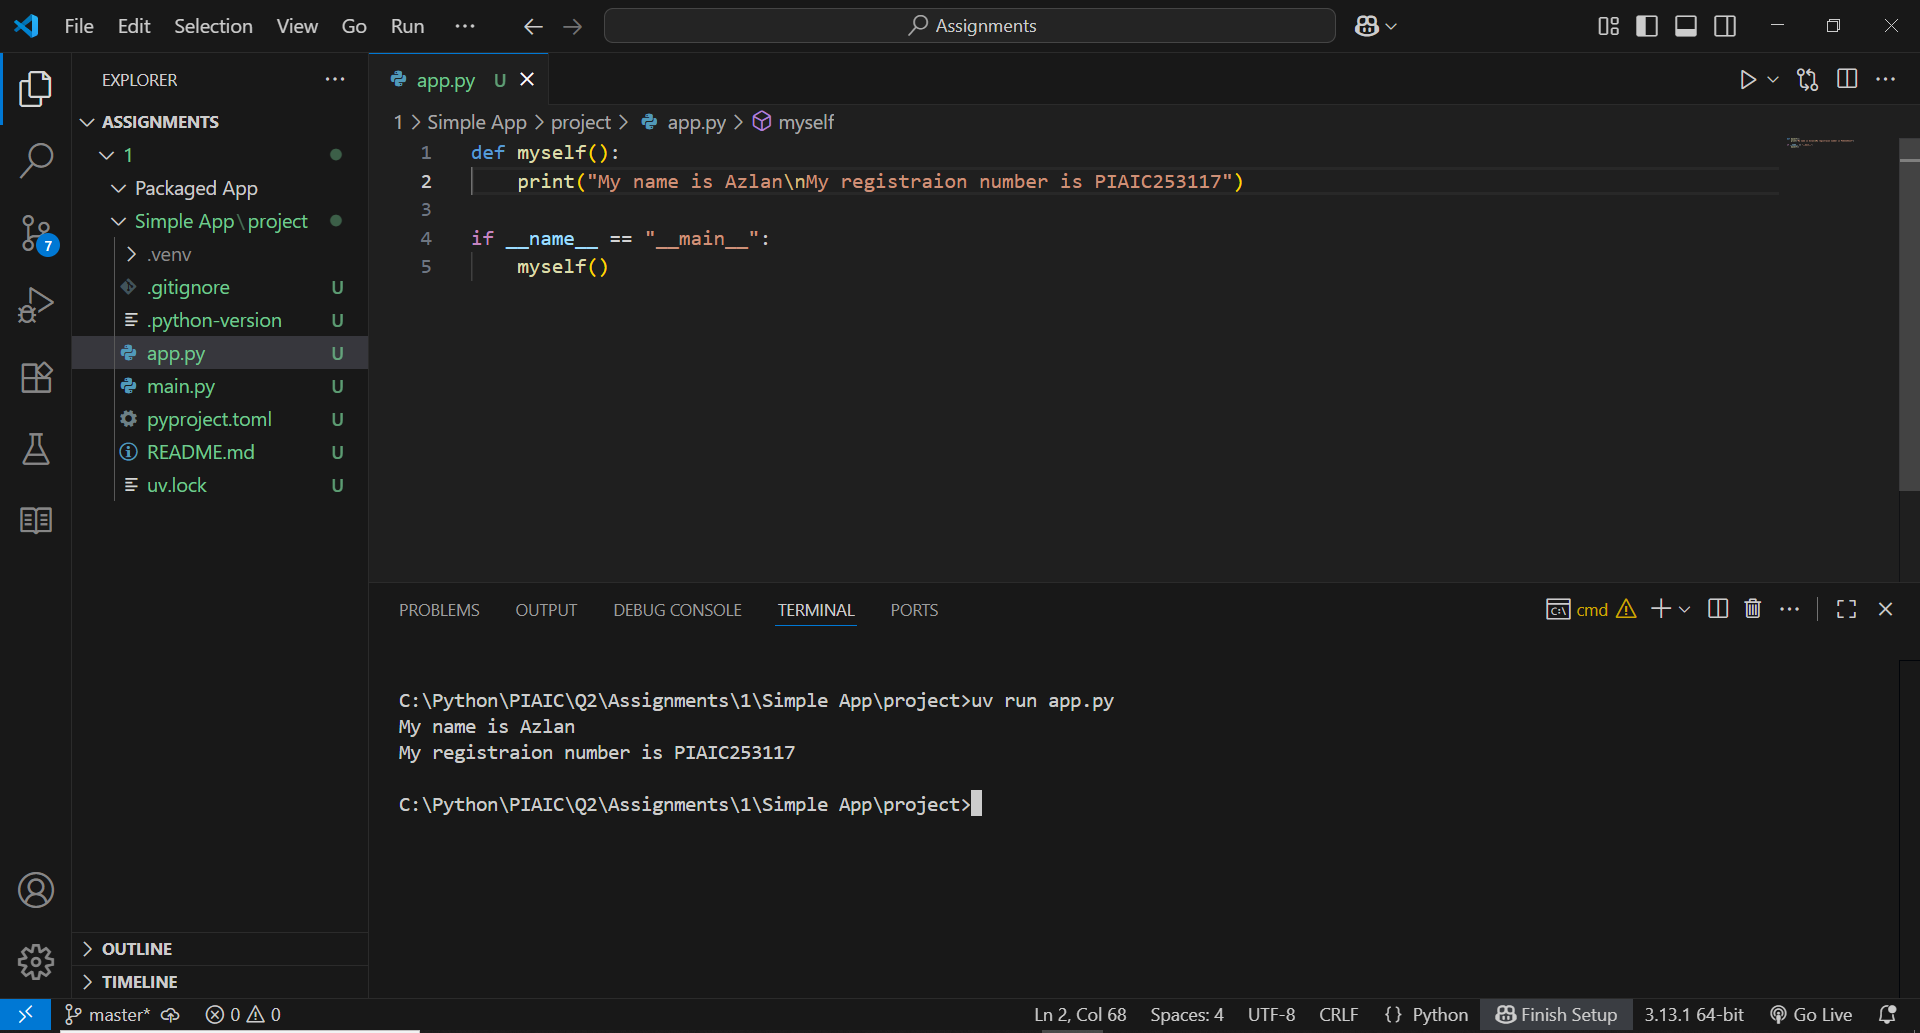 File Edit Selection View Go Run ··· Assignments
EXPLORER ···
app.py U
ASSIGNMENTS
1
Packaged App
Simple App\project
.venv
.gitignore U
.python-version U
app.py U
main.py U
pyproject.toml U
README.md U
uv.lock U
OUTLINE
TIMELINE
7
1 > Simple App > project > app.py > myself
1 def myself():
2 print("My name is Azlan\nMy registraion number is PIAIC253117")
3
4 if __name__ == "__main__":
5 myself()
PROBLEMS OUTPUT DEBUG CONSOLE TERMINAL PORTS
cmd
C:\Python\PIAIC\Q2\Assignments\1\Simple App\project>uv run app.py
My name is Azlan
My registraion number is PIAIC253117
C:\Python\PIAIC\Q2\Assignments\1\Simple App\project>
master* 0 0 Ln 2, Col 68 Spaces: 4 UTF-8 CRLF {} Python Finish Setup 3.13.1 64-bit Go Live